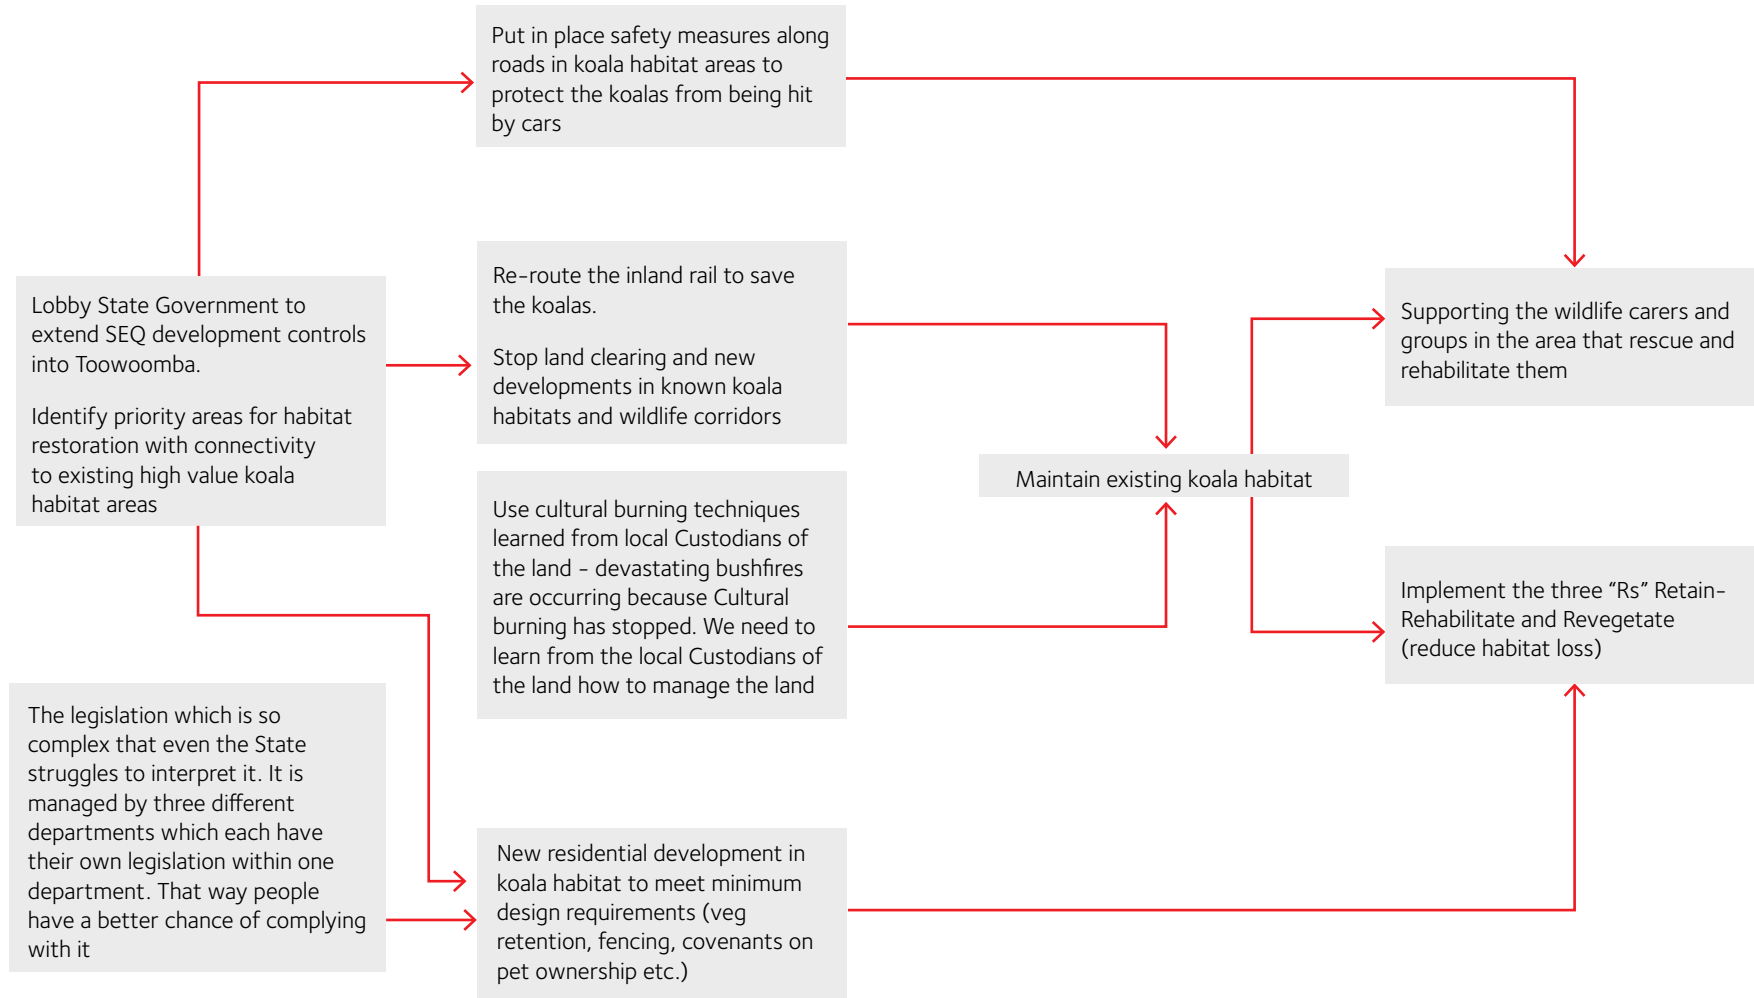 Put in place safety measures along
roads in koala habitat areas to
protect the koalas from being hit
by cars
Lobby State Government to
extend SEQ development controls
into Toowoomba.
Identify priority areas for habitat
restoration with connectivity
to existing high value koala
habitat areas
Re-route the inland rail to save
the koalas.
Stop land clearing and new
developments in known koala
habitats and wildlife corridors
Use cultural burning techniques
learned from local Custodians of
the land - devastating bushfires
are occurring because Cultural
burning has stopped. We need to
learn from the local Custodians of
the land how to manage the land
Maintain existing koala habitat
Supporting the wildlife carers and
groups in the area that rescue and
rehabilitate them
Implement the three “Rs” Retain-
Rehabilitate and Revegetate
(reduce habitat loss)
The legislation which is so
complex that even the State
struggles to interpret it. It is
managed by three different
departments which each have
their own legislation within one
department. That way people
have a better chance of complying
with it
New residential development in
koala habitat to meet minimum
design requirements (veg
retention, fencing, covenants on
pet ownership etc.)